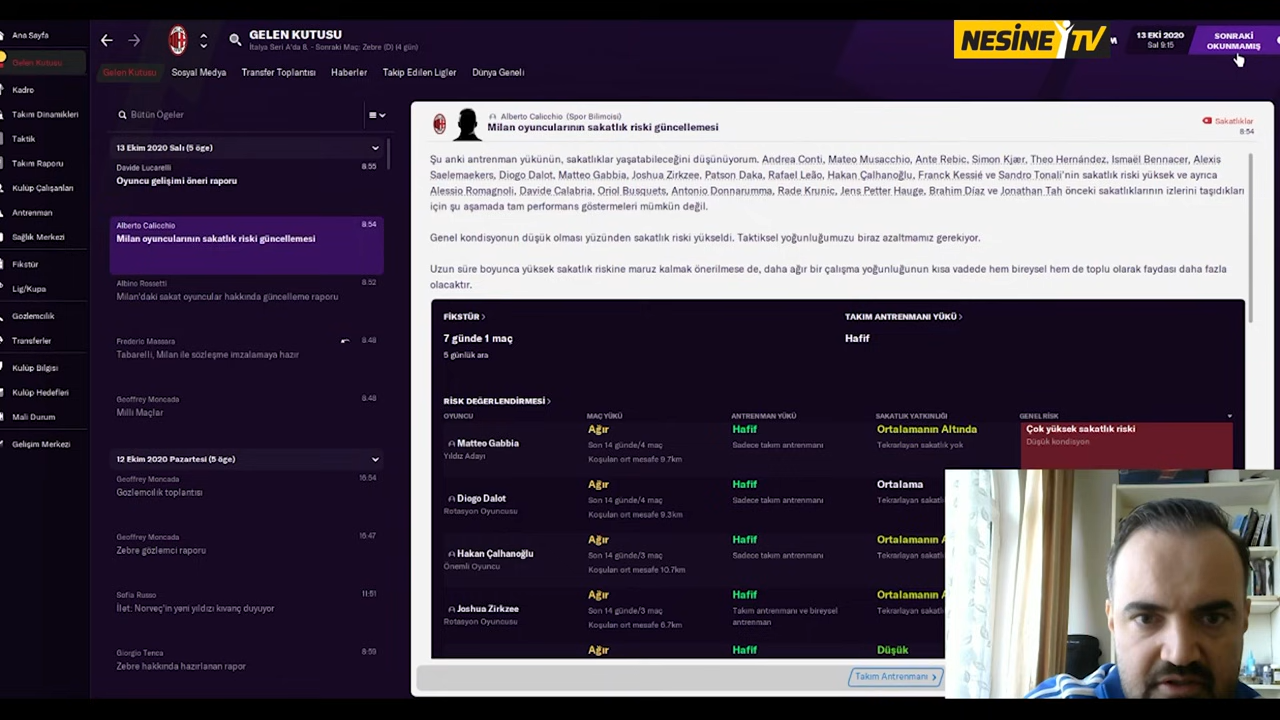 Ana Sayfa
Gelen Kutusu
Kadro
Takım Dinamikleri
Taktik
Takım Raporu
Kulüp Çalışanları
Antrenman
Sağlık Merkezi
Fikstür
Lig/Kupa
Gözlemcilik
Transferler
Kulüp Bilgisi
Kulüp Hedefleri
Mali Durum
Gelişim Merkezi
GELEN KUTUSU
İtalya Seri A'da 8. - Sonraki Maç: Zebre (D) (4 gün)
NESİNE TV
13 EKİ 2020
Sal 9:15
SONRAKİ
OKUNMAMIŞ
Gelen Kutusu Sosyal Medya Transfer Toplantısı Haberler Takip Edilen Ligler Dünya Geneli
Bütün Ögeler
13 Ekim 2020 Salı (5 öge)
Davide Lucarelli 8:55
Oyuncu gelişimi öneri raporu
Alberto Calicchio 8:54
Milan oyuncularının sakatlık riski güncellemesi
Albino Rossetti 8:52
Milan'daki sakat oyuncular hakkında güncelleme raporu
Frederic Massara 8:48
Tabarelli, Milan ile sözleşme imzalamaya hazır
Geoffrey Moncada 8:48
Milli Maçlar
12 Ekim 2020 Pazartesi (5 öge)
Geoffrey Moncada 16:54
Gözlemcilik toplantısı
Geoffrey Moncada 16:47
Zebre gözlemci raporu
Sofia Russo 11:51
İlet: Norveç'in yeni yıldızı kıvanç duyuyor
Giorgio Tenca 8:59
Zebre hakkında hazırlanan rapor
Alberto Calicchio (Spor Bilimcisi)
Milan oyuncularının sakatlık riski güncellemesi
Sakatlıklar
8:54
Şu anki antrenman yükünün, sakatlıklar yaşatabileceğini düşünüyorum. Andrea Conti, Mateo Musacchio, Ante Rebic, Simon Kjær, Theo Hernández, Ismaël Bennacer, Alexis
Saelemaekers, Diogo Dalot, Matteo Gabbia, Joshua Zirkzee, Patson Daka, Rafael Leão, Hakan Çalhanoğlu, Franck Kessié ve Sandro Tonali'nin sakatlık riski yüksek ve ayrıca
Alessio Romagnoli, Davide Calabria, Oriol Busquets, Antonio Donnarumma, Rade Krunic, Jens Petter Hauge, Brahim Díaz ve Jonathan Tah önceki sakatlıklarının izlerini taşıdıkları
için şu aşamada tam performans göstermeleri mümkün değil.
Genel kondisyonun düşük olması yüzünden sakatlık riski yükseldi. Taktiksel yoğunluğumuzu biraz azaltmamız gerekiyor.
Uzun süre boyunca yüksek sakatlık riskine maruz kalmak önerilmese de, daha ağır bir çalışma yoğunluğunun kısa vadede hem bireysel hem de toplu olarak faydası daha fazla
olacaktır.
FİKSTÜR TAKIM ANTRENMANI YÜKÜ
7 günde 1 maç Hafif
5 günlük ara
RİSK DEĞERLENDİRMESİ
OYUNCU MAÇ YÜKÜ ANTRENMAN YÜKÜ SAKATLIK YATKINLIĞI GENEL RİSK
Matteo Gabbia
Yıldız Adayı
Ağır
Son 14 günde/4 maç
Koşulan ort mesafe 9.7km
Hafif
Sadece takım antrenmanı
Ortalamanın Altında
Tekrarlayan sakatlık yok
Çok yüksek sakatlık riski
Düşük kondisyon
Diogo Dalot
Rotasyon Oyuncusu
Ağır
Son 14 günde/4 maç
Koşulan ort mesafe 9.3km
Hafif
Sadece takım antrenmanı
Ortalama
Tekrarlayan
Hakan Çalhanoğlu
Önemli Oyuncu
Ağır
Son 14 günde/3 maç
Koşulan ort mesafe 10.7km
Hafif
Sadece takım antrenmanı
Ortalamanın
Tekrarlayan
Joshua Zirkzee
Rotasyon Oyuncusu
Ağır
Son 14 günde/3 maç
Koşulan ort mesafe 6.7km
Hafif
Takım antrenmanı ve bireysel
antrenman
Ortalamanın
Tekrarlayan
Ağır Hafif Düşük
Takım Antrenmanı